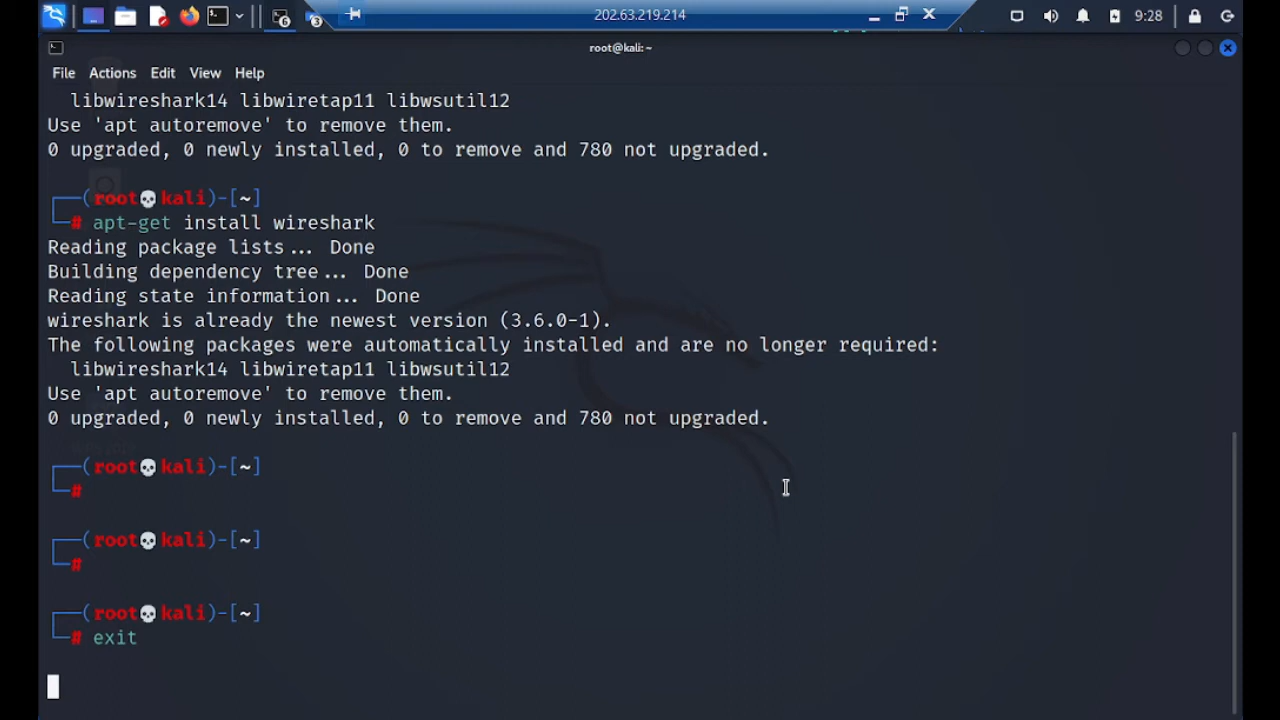 202.63.219.214
9:28
root@kali: ~
File Actions Edit View Help
libwireshark14 libwiretap11 libwsutil12
Use 'apt autoremove' to remove them.
0 upgraded, 0 newly installed, 0 to remove and 780 not upgraded.
┌──(root💀kali)-[~]
└─# apt-get install wireshark
Reading package lists... Done
Building dependency tree... Done
Reading state information... Done
wireshark is already the newest version (3.6.0-1).
The following packages were automatically installed and are no longer required:
libwireshark14 libwiretap11 libwsutil12
Use 'apt autoremove' to remove them.
0 upgraded, 0 newly installed, 0 to remove and 780 not upgraded.
┌──(root💀kali)-[~]
└─#
┌──(root💀kali)-[~]
└─#
┌──(root💀kali)-[~]
└─# exit